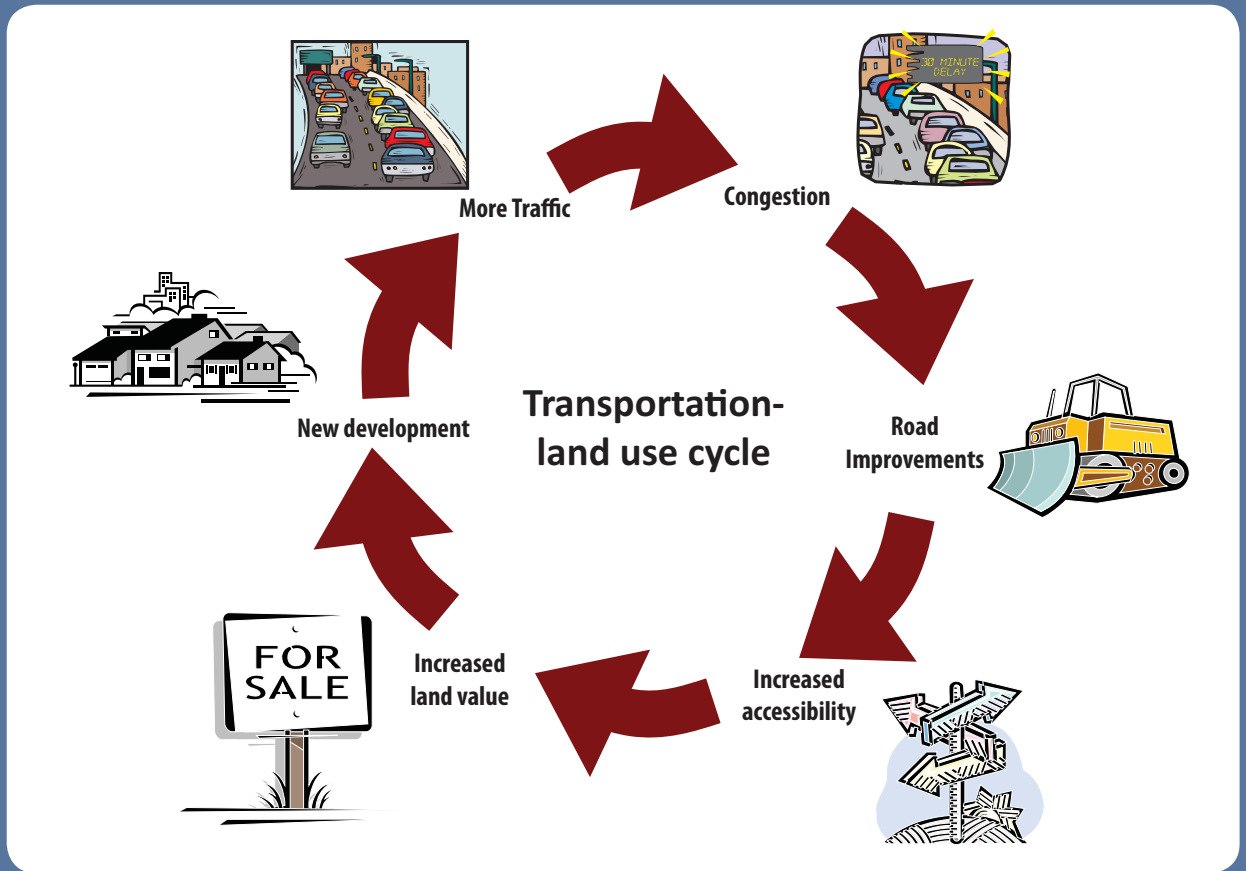 30 MINUTE
DELAY
More Traffic
Congestion
New development
Transportation-
land use cycle
Road
Improvements
FOR
SALE
Increased
land value
Increased
accessibility